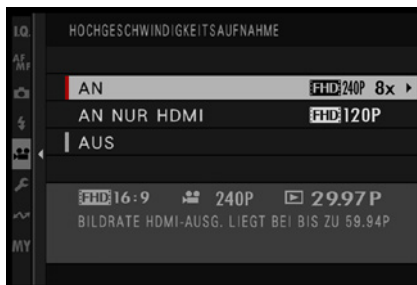 I.Q.
HOCHGESCHWINDIGKEITSAUFNAHME
AF MF
AN FHD 240P 8x
AN NUR HDMI FHD 120P
AUS
FHD 16:9 240P 29.97P
BILDRATE HDMI-AUSG. LIEGT BEI BIS ZU 59.94P
MY